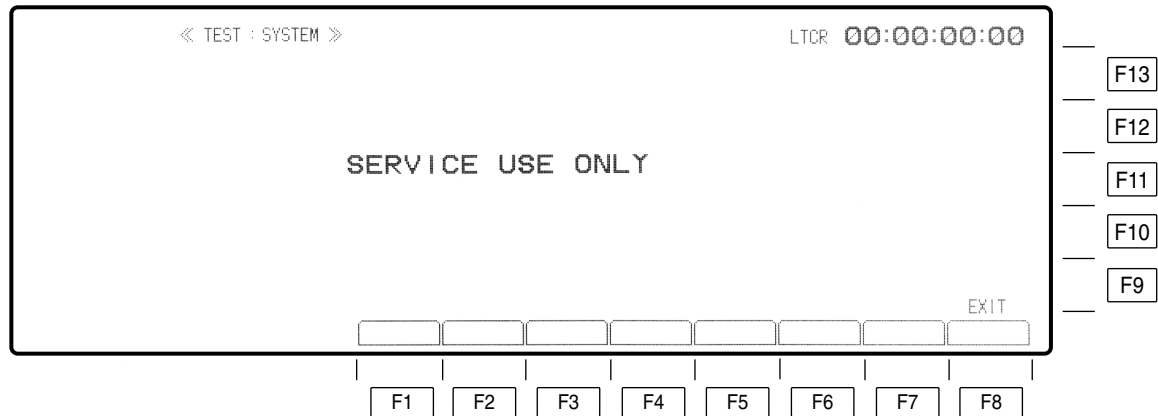 ≪ TEST : SYSTEM ≫ LTCR 00:00:00:00
F13
F12
SERVICE USE ONLY
F11
F10
F9
EXIT
F1 F2 F3 F4 F5 F6 F7 F8